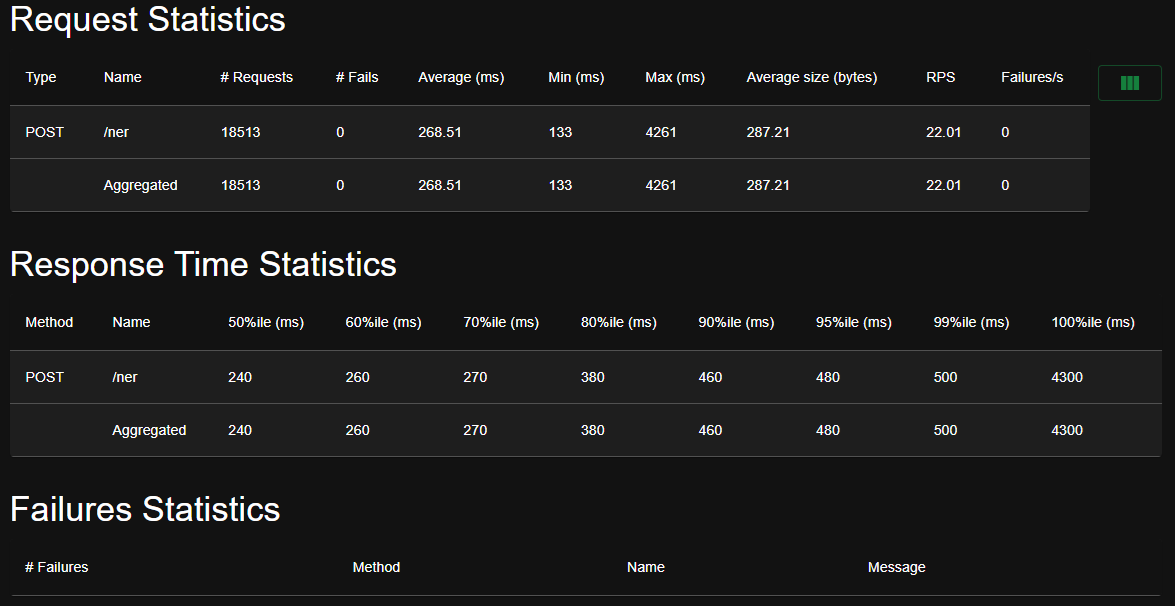 Request Statistics
Type Name # Requests # Fails Average (ms) Min (ms) Max (ms) Average size (bytes) RPS Failures/s
POST /ner 18513 0 268.51 133 4261 287.21 22.01 0
Aggregated 18513 0 268.51 133 4261 287.21 22.01 0
Response Time Statistics
Method Name 50%ile (ms) 60%ile (ms) 70%ile (ms) 80%ile (ms) 90%ile (ms) 95%ile (ms) 99%ile (ms) 100%ile (ms)
POST /ner 240 260 270 380 460 480 500 4300
Aggregated 240 260 270 380 460 480 500 4300
Failures Statistics
# Failures Method Name Message